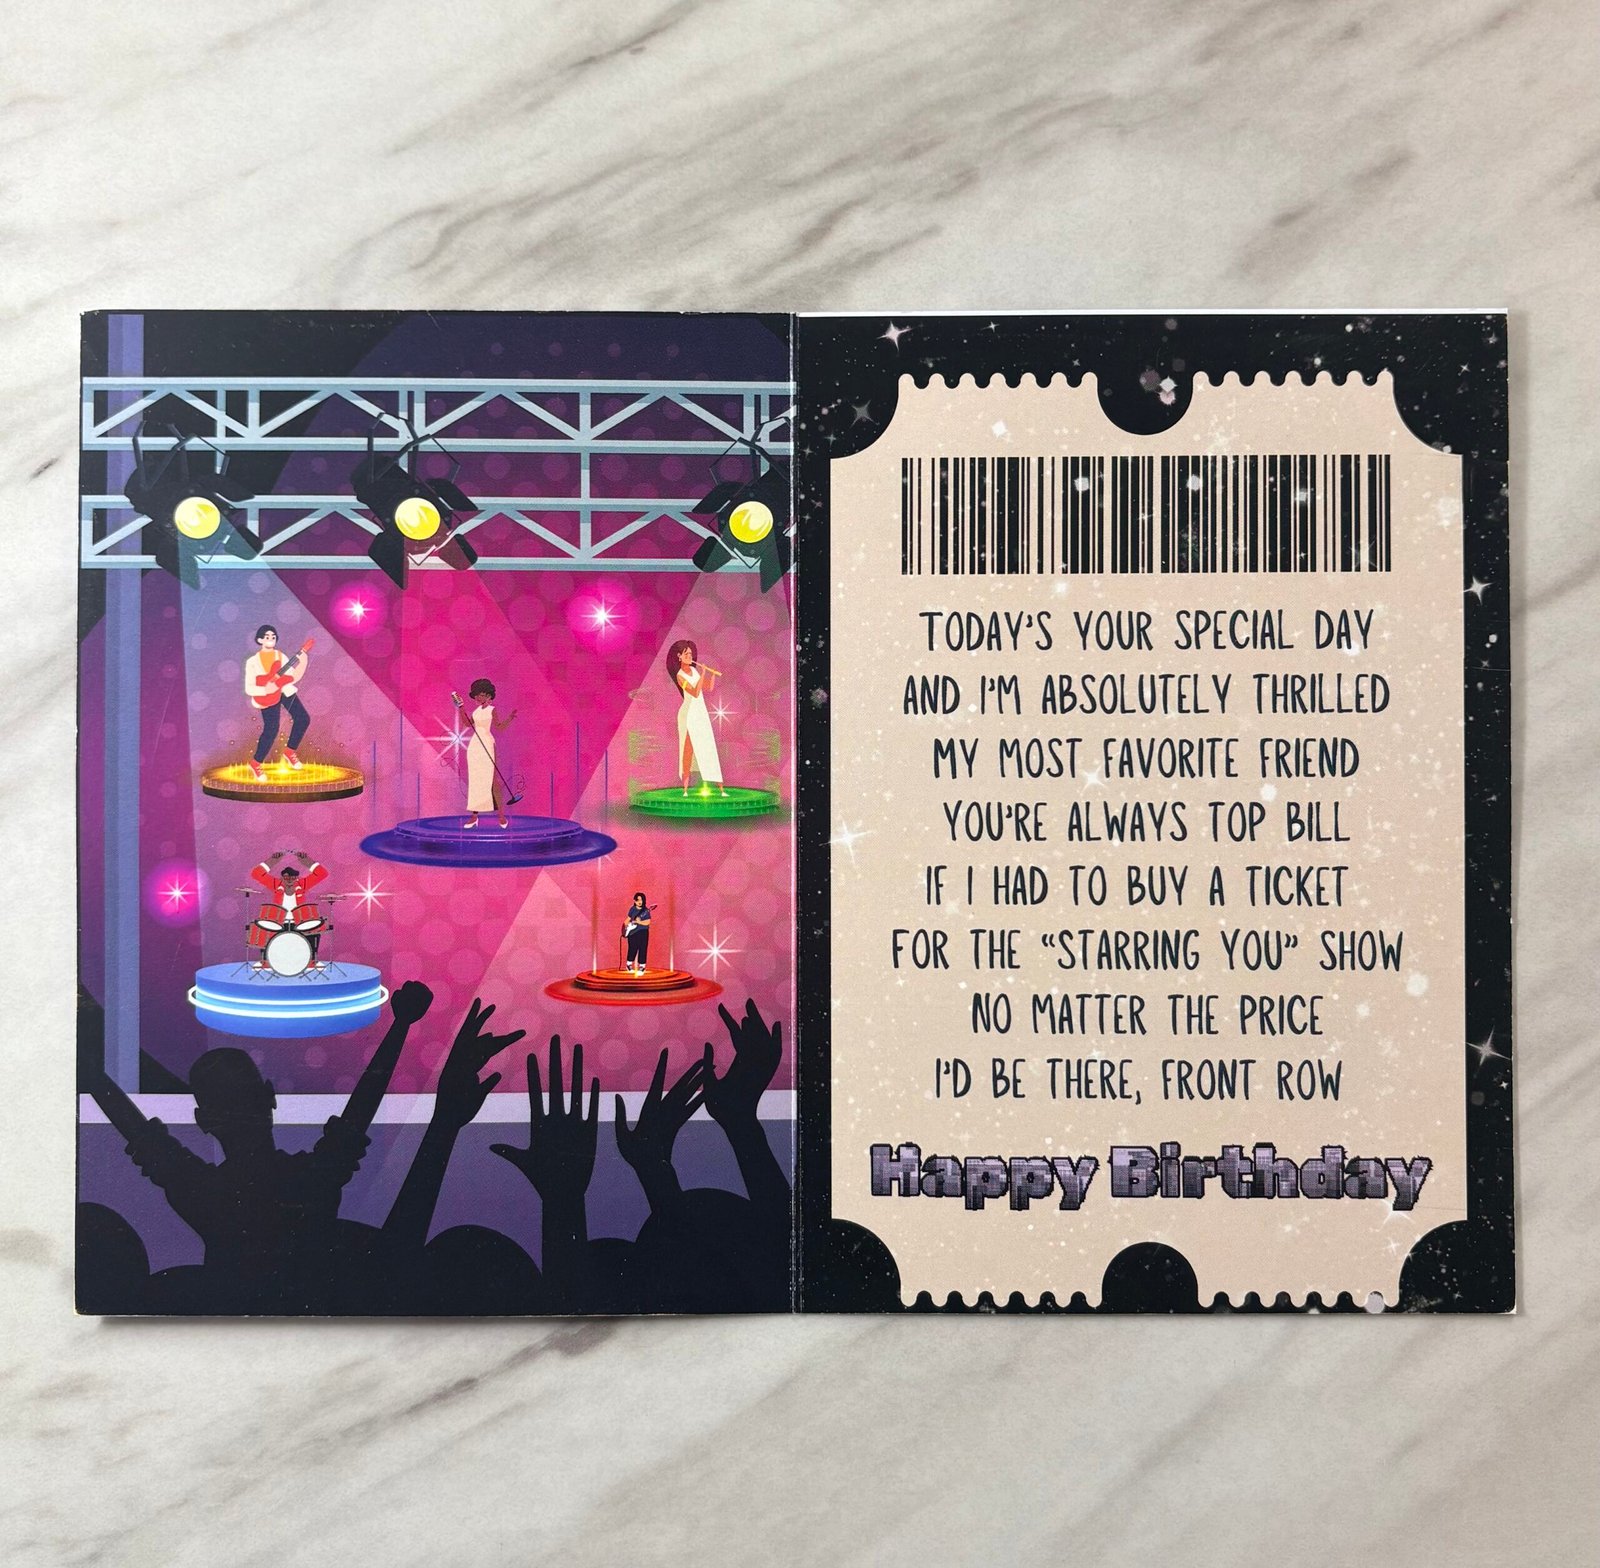 TODAY'S YOUR SPECIAL DAY
AND I'M ABSOLUTELY THRILLED
MY MOST FAVORITE FRIEND
YOU'RE ALWAYS TOP BILL
IF I HAD TO BUY A TICKET
FOR THE “STARRING YOU” SHOW
NO MATTER THE PRICE
I'D BE THERE, FRONT ROW
Happy Birthday